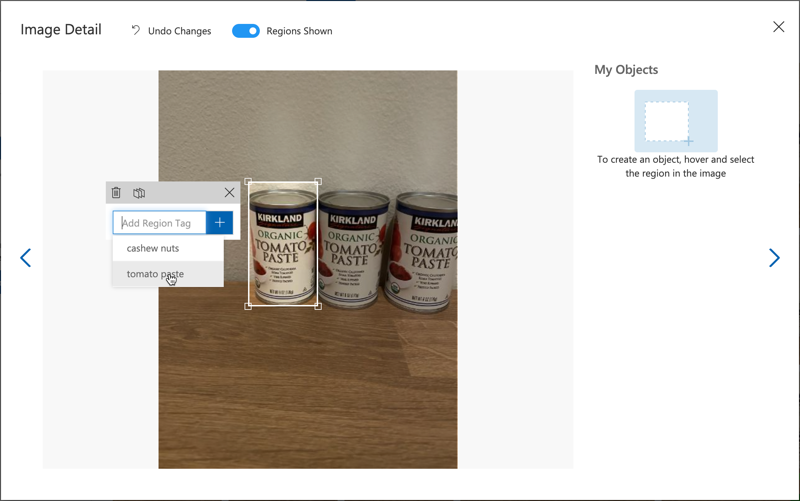 Image Detail
Undo Changes
Regions Shown
My Objects
To create an object, hover and select
the region in the image
Add Region Tag
cashew nuts
tomato paste
KIRKLAND
ORGANIC
TOMATO
PASTE
KIRKLAND
ORGANIC
TOMATO
PASTE
KIRKLAND
ORGANIC
TOMATO
PASTE